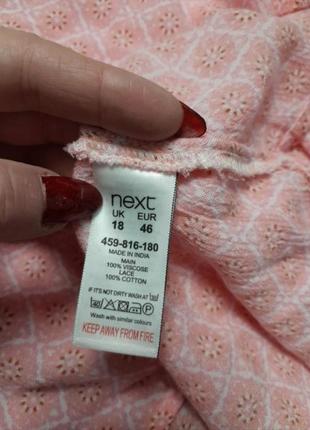 next
UK EUR
18 46
459-816-180
MADE IN INDIA
MAIN
100% VISCOSE
LACE
100% COTTON
IF IT'S NOT DIRTY WASH AT
Wash with similar colours
KEEP AWAY FROM FIRE